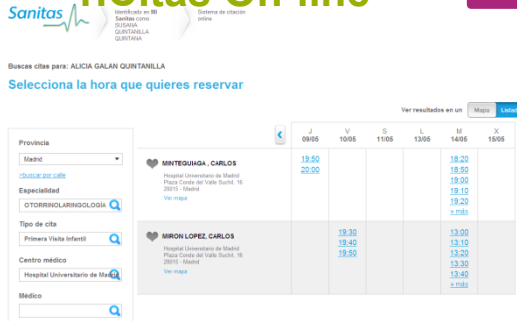 nCitas On-line
Sanitas
Identificada en Mi
Sanitas como
SUSANA
QUINTANILLA
QUINTANA
Sistema de citación
online
Buscas citas para: ALICIA GALAN QUINTANILLA
Selecciona la hora que quieres reservar
Ver resultados en un Mapa Listad
J V S L M X
09/05 10/05 11/05 13/05 14/05 15/05
Provincia
Madrid
>buscar por calle
Especialidad
OTORRINOLARINGOLOGÍA
Tipo de cita
Primera Visita Infantil
Centro médico
Hospital Universitario de Madrid
Médico
MINTEGUIAGA , CARLOS
Hospital Universitario de Madrid
Plaza Conde del Valle Suchil, 16
28015 - Madrid
Ver mapa
19:50
20:00
18:20
18:50
19:00
19:10
19:20
» más
MIRON LOPEZ, CARLOS
Hospital Universitario de Madrid
Plaza Conde del Valle Suchil, 16
28015 - Madrid
Ver mapa
19:30
19:40
19:50
13:00
13:10
13:20
13:30
13:40
» más